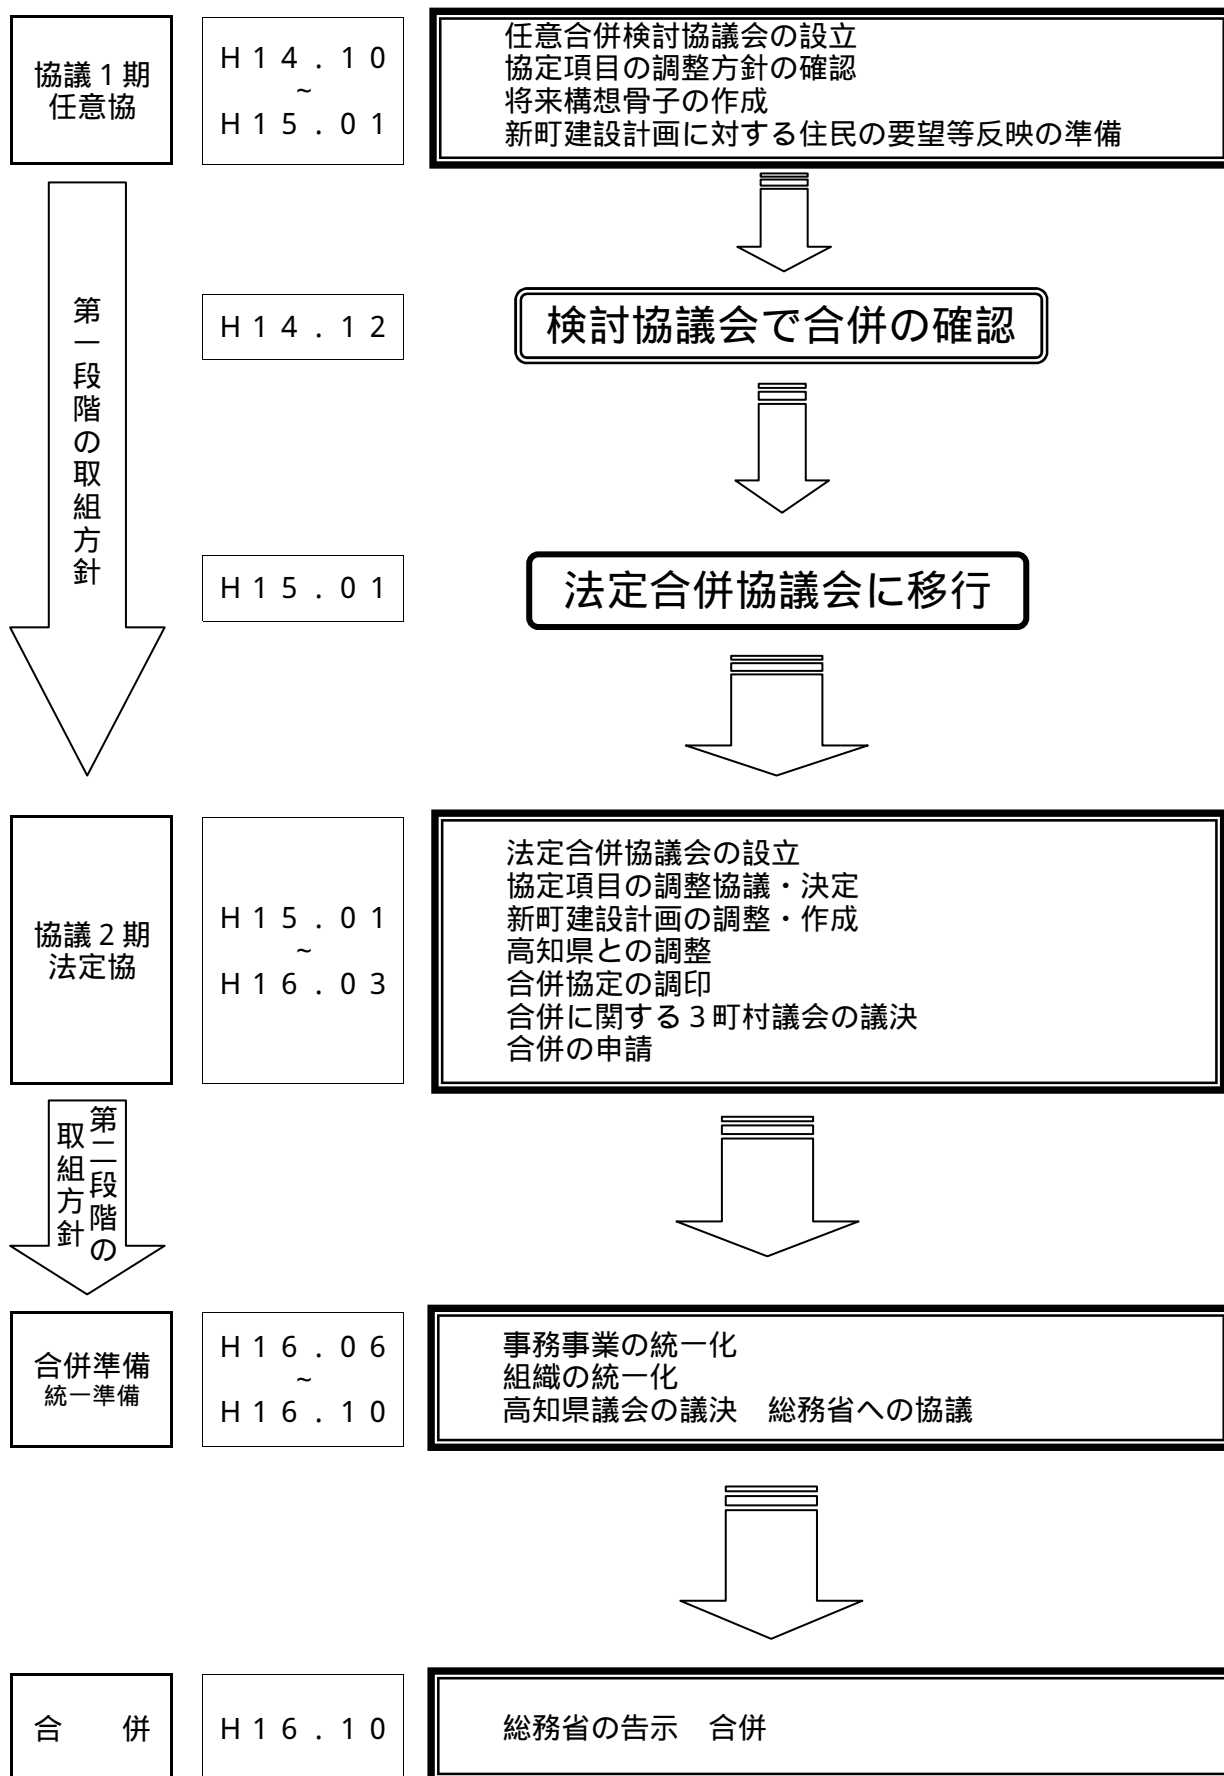 協議1期
任意協
H14.10
~
H15.01
任意合併検討協議会の設立
協定項目の調整方針の確認
将来構想骨子の作成
新町建設計画に対する住民の要望等反映の準備
第一段階の取組方針
H14.12
検討協議会で合併の確認
H15.01
法定合併協議会に移行
協議2期
法定協
H15.01
~
H16.03
法定合併協議会の設立
協定項目の調整協議・決定
新町建設計画の調整・作成
高知県との調整
合併協定の調印
合併に関する3町村議会の議決
合併の申請
第二段階の
取組方針
合併準備
統一準備
H16.06
~
H16.10
事務事業の統一化
組織の統一化
高知県議会の議決　総務省への協議
合　併
H16.10
総務省の告示　合併